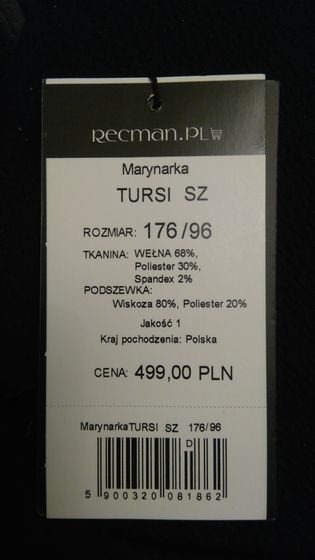 RECMAN.PL
Marynarka
TURSI SZ
ROZMIAR: 176/96
TKANINA: WEŁNA 68%,
Poliester 30%,
Spandex 2%
PODSZEWKA:
Wiskoza 80%, Poliester 20%
Jakość 1
Kraj pochodzenia: Polska
CENA: 499,00 PLN
MarynarkaTURSI SZ 176/96
D
5 900320 081862